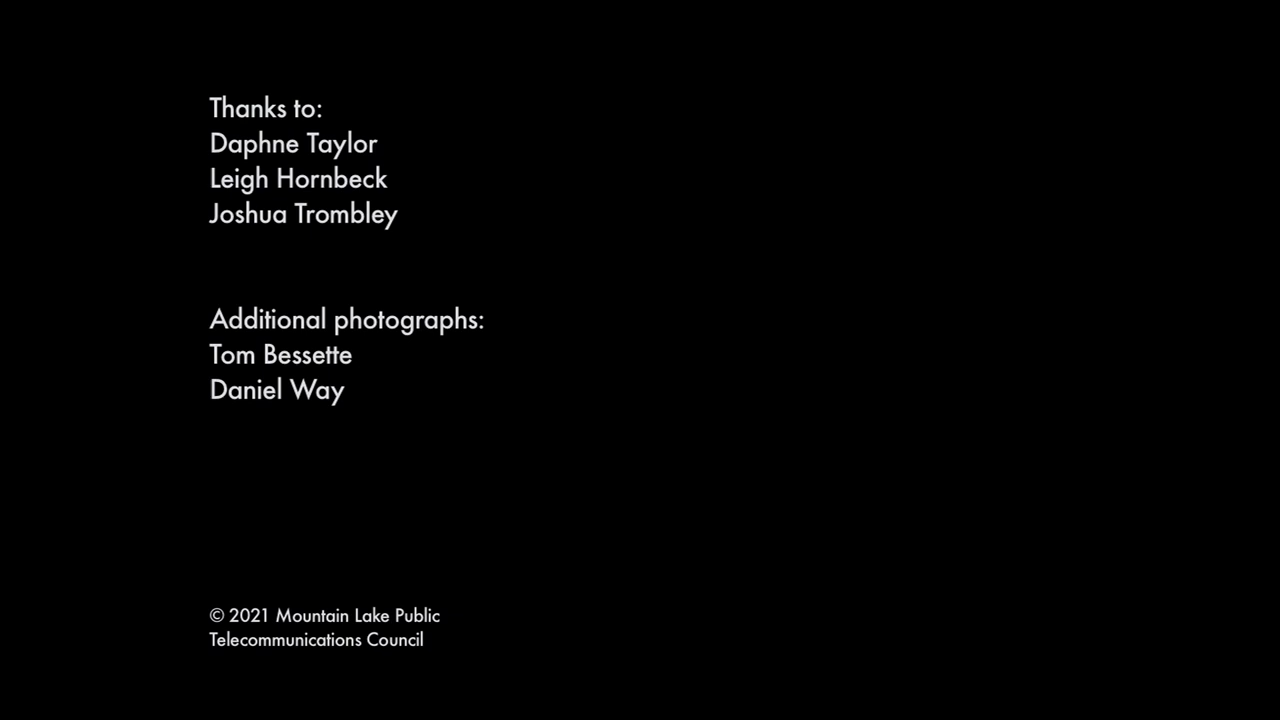 Thanks to:
Daphne Taylor
Leigh Hornbeck
Joshua Trombley
Additional photographs:
Tom Bessette
Daniel Way
© 2021 Mountain Lake Public
Telecommunications Council